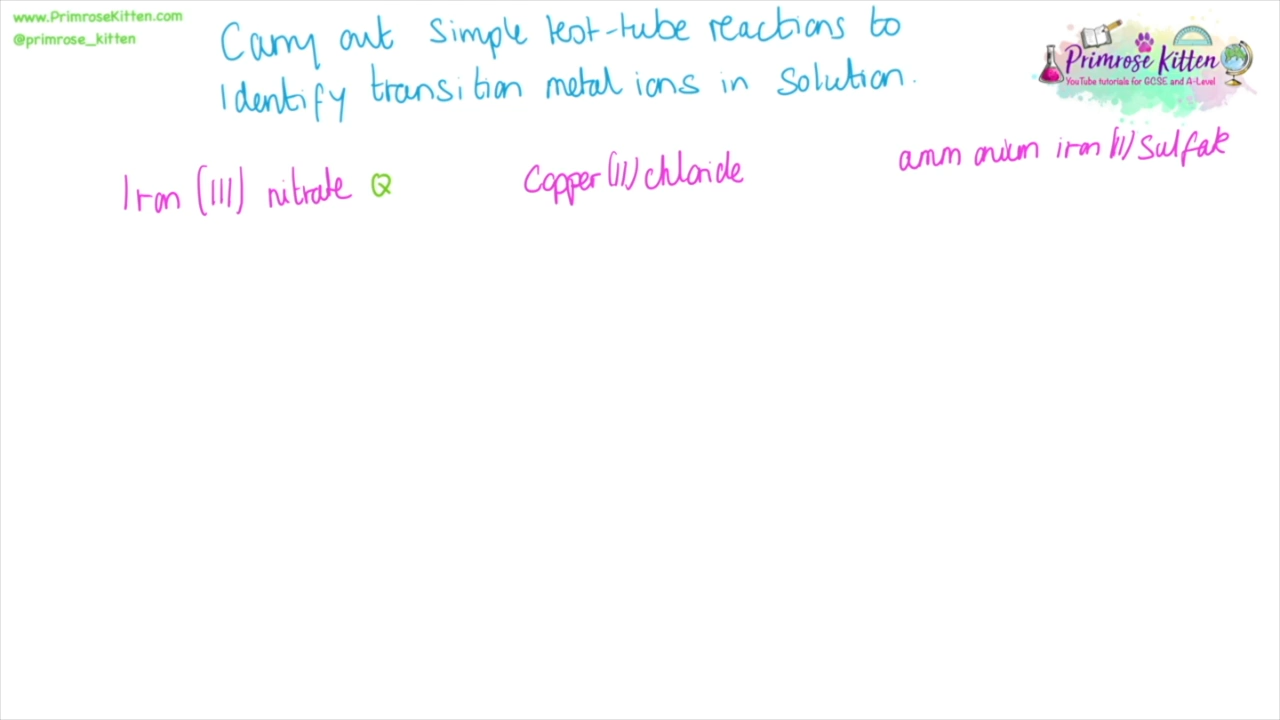 www.PrimroseKitten.com
@primrose_kitten
Carry out simple test-tube reactions to
Identify transition metal ions in solution.
Primrose Kitten
YouTube tutorials for GCSE and A-Level
Iron (III) nitrate Q
Copper (II) chloride
ammonium iron (II) Sulfate